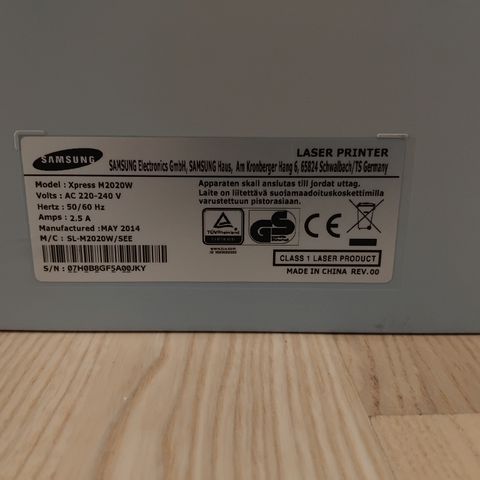 SAMSUNG
LASER PRINTER
SAMSUNG Electronics GmbH, SAMSUNG Haus, Am Kronberger Hang 6, 65824 Schwalbach/TS Germany
Model : Xpress M2020W
Volts : AC 220-240 V
Hertz : 50/60 Hz
Amps : 2.5 A
Manufactured :MAY 2014
M/C : SL-M2020W/SEE
S/N : 07H0B8GF5A00JKY
Apparaten skall anslutas till jordat uttag.
Laite on liitettävä suojamaadoituskoskettimilla
varustettuun pistorasiaan.
TÜVRheinland
GS
CLASS 1 LASER PRODUCT
MADE IN CHINA REV.00